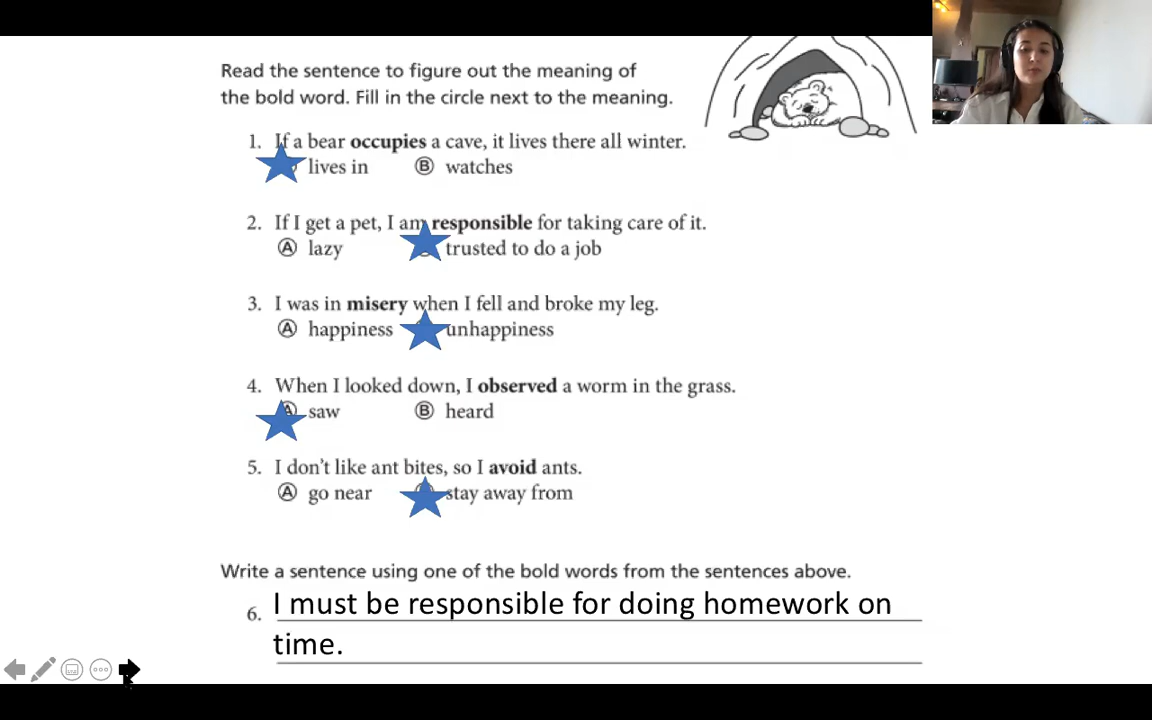 Read the sentence to figure out the meaning of
the bold word. Fill in the circle next to the meaning.
1. If a bear occupies a cave, it lives there all winter.
lives in B watches
2. If I get a pet, I am responsible for taking care of it.
A lazy trusted to do a job
3. I was in misery when I fell and broke my leg.
A happiness unhappiness
4. When I looked down, I observed a worm in the grass.
A saw B heard
5. I don't like ant bites, so I avoid ants.
A go near stay away from
Write a sentence using one of the bold words from the sentences above.
6. I must be responsible for doing homework on
time.